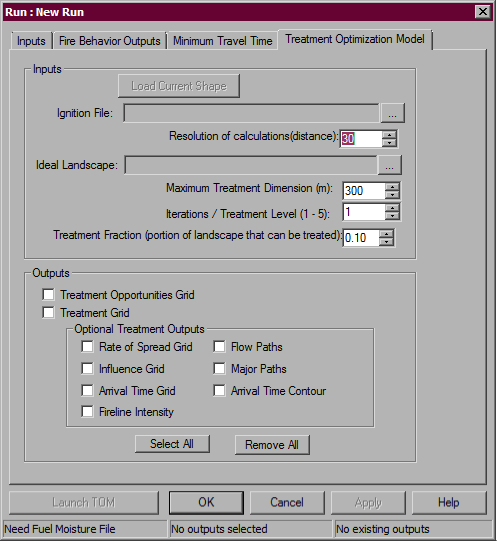 Run : New Run
Inputs Fire Behavior Outputs Minimum Travel Time Treatment Optimization Model
Inputs
Load Current Shape
Ignition File: ...
Resolution of calculations(distance): 30
Ideal Landscape: ...
Maximum Treatment Dimension (m): 300
Iterations / Treatment Level (1 - 5): 1
Treatment Fraction (portion of landscape that can be treated): 0.10
Outputs
Treatment Opportunities Grid
Treatment Grid
Optional Treatment Outputs
Rate of Spread Grid Flow Paths
Influence Grid Major Paths
Arrival Time Grid Arrival Time Contour
Fireline Intensity
Select All Remove All
Launch TOM OK Cancel Apply Help
Need Fuel Moisture File No outputs selected No existing outputs